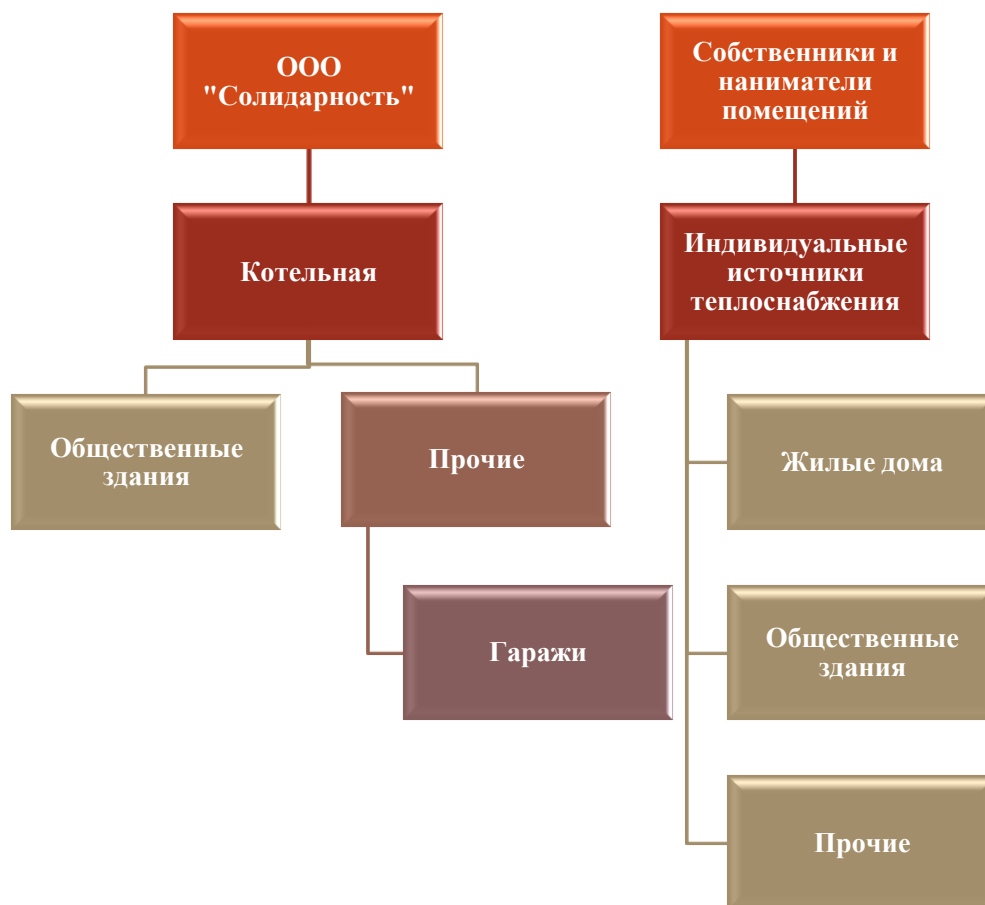 ООО
"Солидарность"
Собственники и
наниматели
помещений
Котельная
Индивидуальные
источники
теплоснабжения
Общественные
здания
Прочие
Гаражи
Жилые дома
Общественные
здания
Прочие